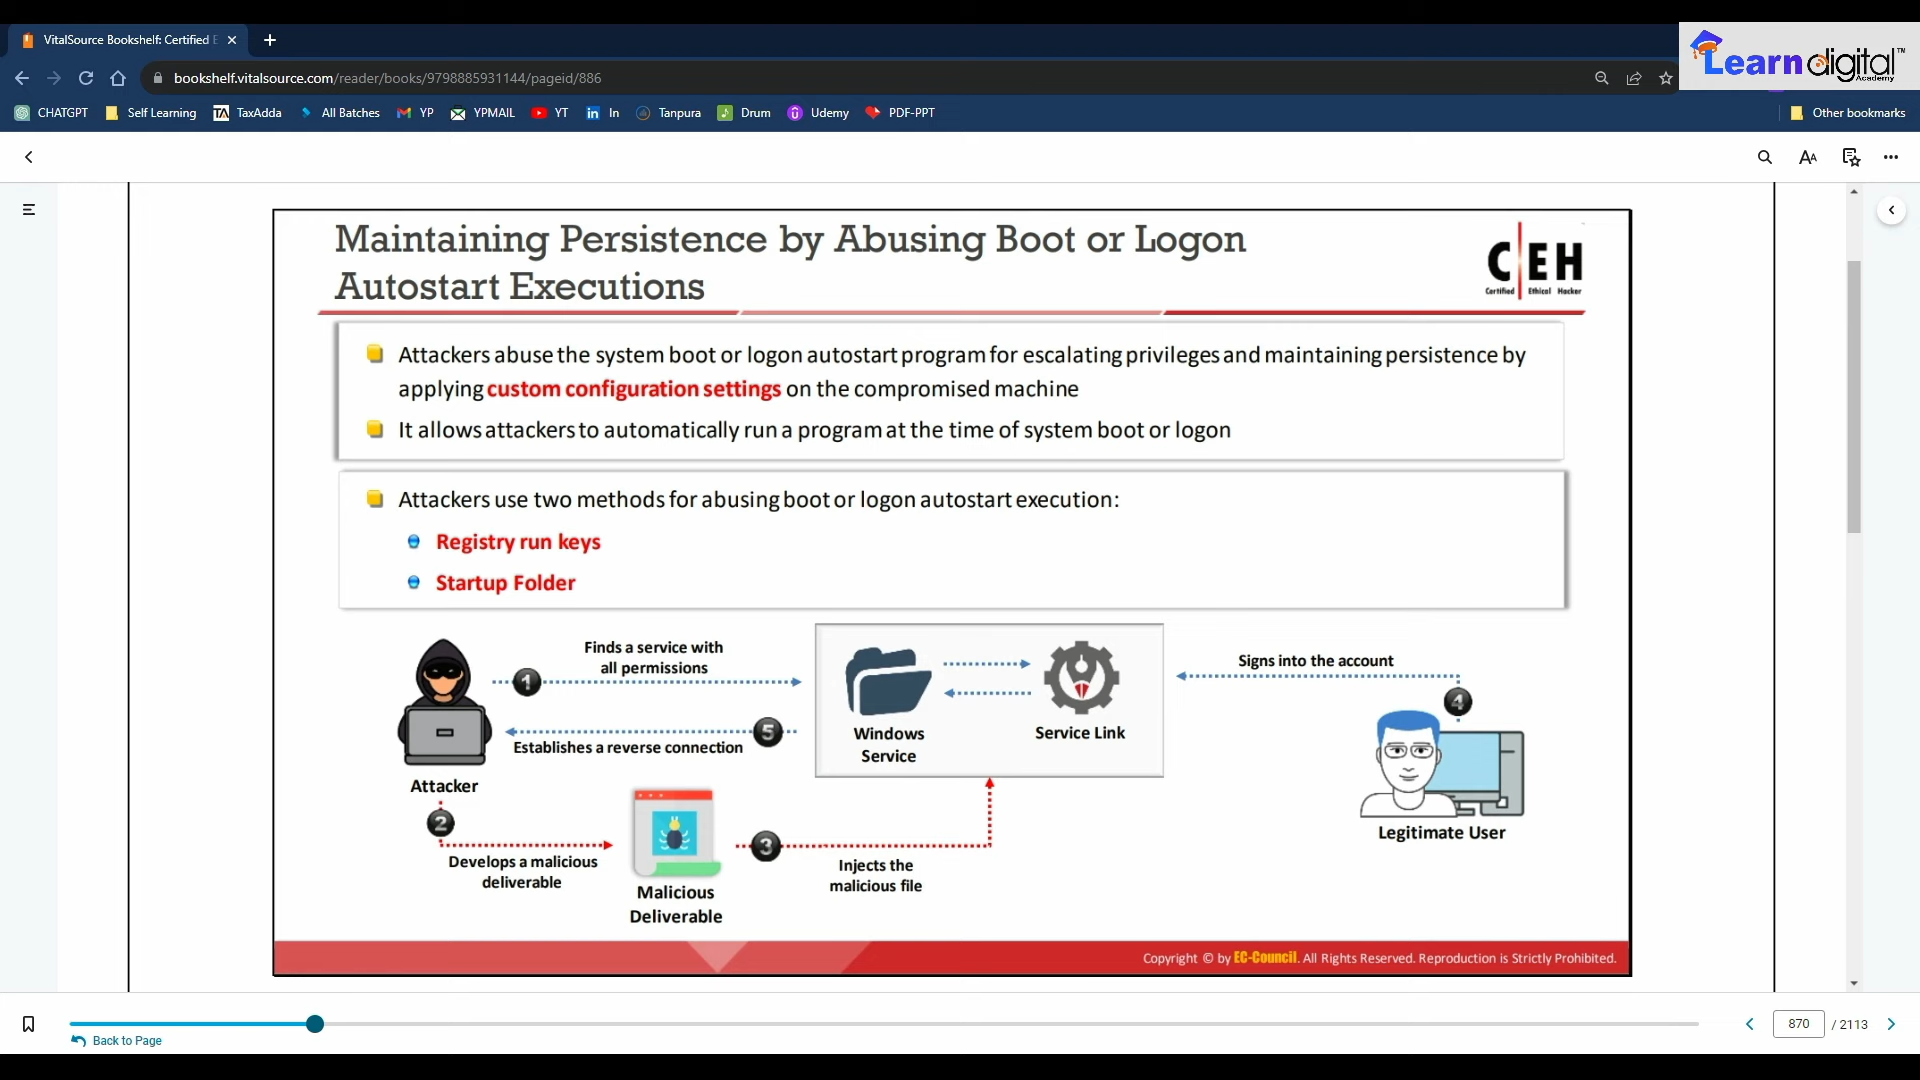 VitalSource Bookshelf: Certified E
Learn digital™
Academy
bookshelf.vitalsource.com/reader/books/9798885931144/pageid/886
CHATGPT
Self Learning
TA
TaxAdda
All Batches
YP
YPMAIL
YT
In
Tanpura
Drum
Udemy
PDF-PPT
Other bookmarks
Maintaining Persistence by Abusing Boot or Logon
Autostart Executions
CEH
Certified Ethical Hacker
Attackers abuse the system boot or logon autostart program for escalating privileges and maintaining persistence by
applying custom configuration settings on the compromised machine
It allows attackers to automatically run a program at the time of system boot or logon
Attackers use two methods for abusing boot or logon autostart execution:
Registry run keys
Startup Folder
Finds a service with
all permissions
1
Establishes a reverse connection
5
Attacker
Windows
Service
Service Link
Signs into the account
4
Legitimate User
2
Develops a malicious
deliverable
Malicious
Deliverable
3
Injects the
malicious file
Copyright © by EC-Council. All Rights Reserved. Reproduction is Strictly Prohibited.
Back to Page
870 / 2113